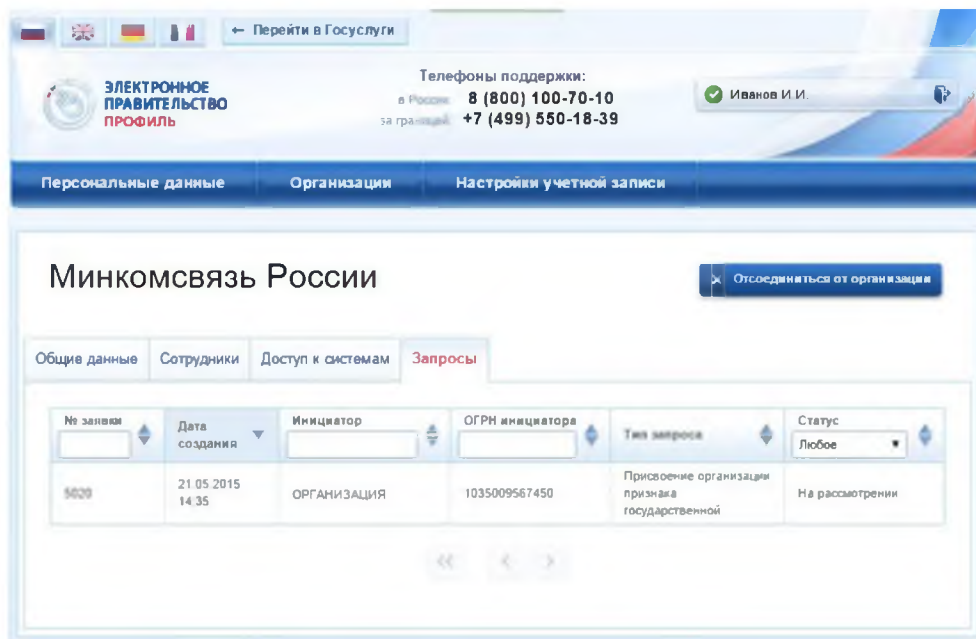 ← Перейти в Госуслуги
ЭЛЕКТРОННОЕ
ПРАВИТЕЛЬСТВО
ПРОФИЛЬ
Телефоны поддержки:
в России: 8 (800) 100-70-10
за границей: +7 (499) 550-18-39
Иванов И.И.
Персональные данные Организации Настройки учетной записи
Минкомсвязь России
Отсоединиться от организации
Общие данные Сотрудники Доступ к системам Запросы
№ заявки Дата создания Инициатор ОГРН инициатора Тип запроса Статус
Любое
5020 21.05.2015 14:35 ОРГАНИЗАЦИЯ 1035009567450 Присвоение организации признака государственной На рассмотрении